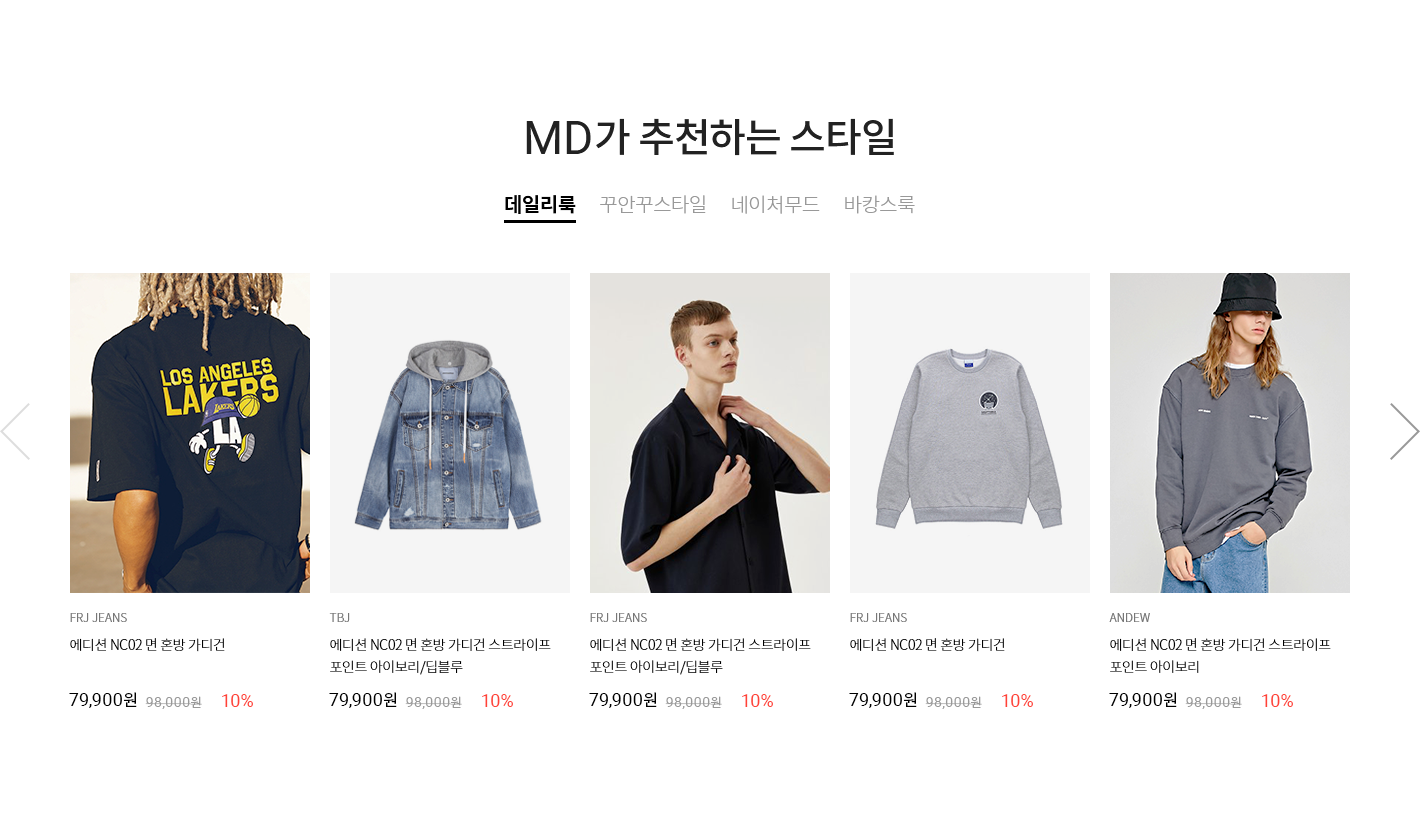 MD가 추천하는 스타일
데일리룩 꾸안꾸스타일 네이처무드 바캉스룩
LOS ANGELES
LAKERS
LAKERS
LA
FRJ JEANS
에디션 NC02 면 혼방 가디건
79,900원 98,000원 10%
TBJ
에디션 NC02 면 혼방 가디건 스트라이프
포인트 아이보리/딥블루
79,900원 98,000원 10%
FRJ JEANS
에디션 NC02 면 혼방 가디건 스트라이프
포인트 아이보리/딥블루
79,900원 98,000원 10%
FRJ JEANS
에디션 NC02 면 혼방 가디건
79,900원 98,000원 10%
ANDEW
에디션 NC02 면 혼방 가디건 스트라이프
포인트 아이보리
79,900원 98,000원 10%